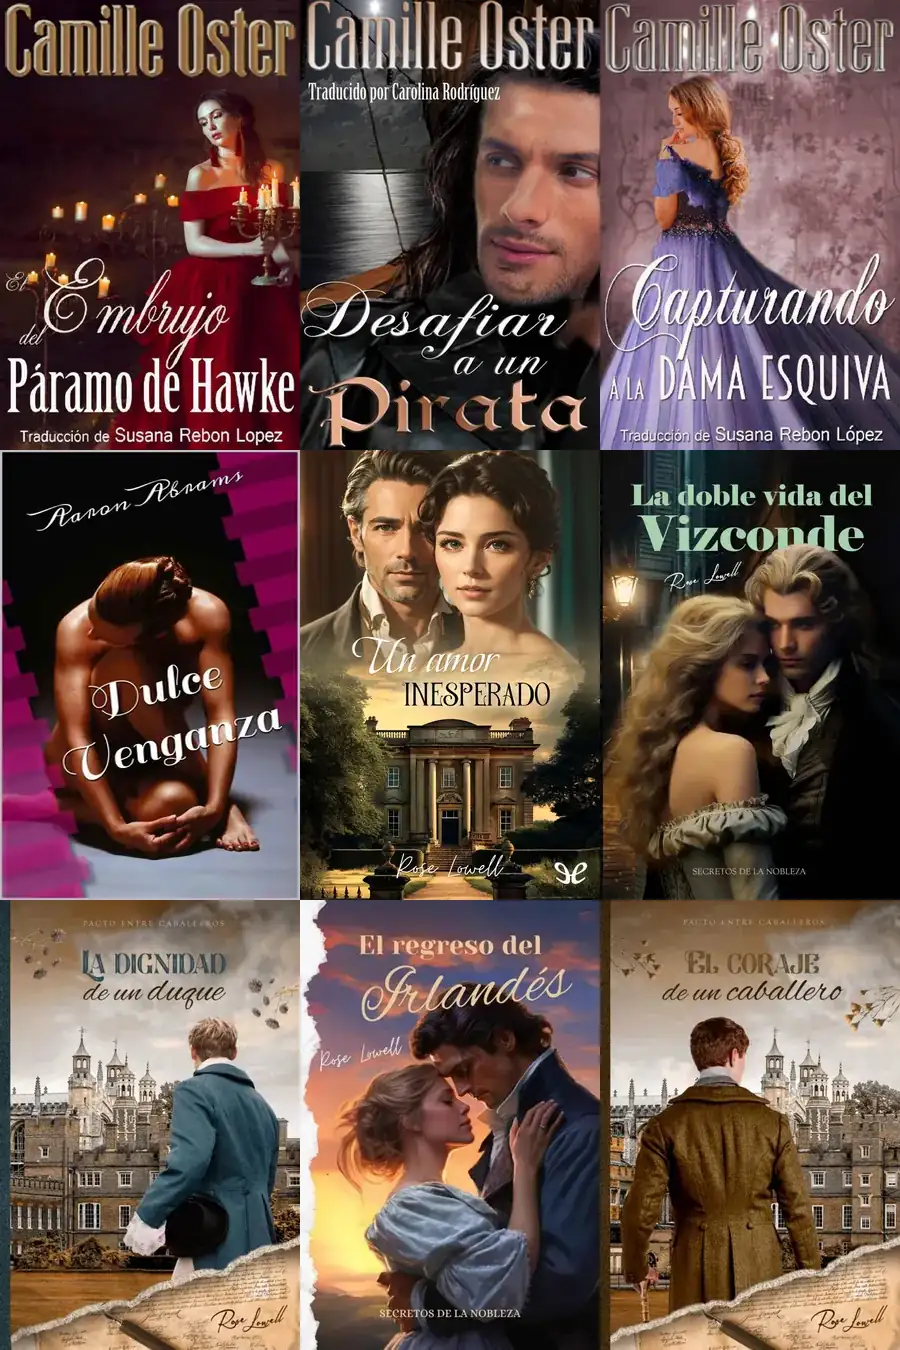 Camille Oster
El Embrujo
del
Páramo de Hawke
Traducción de Susana Rebon Lopez
Camille Oster
Traducido por Carolina Rodríguez
Desafiar
a un
Pirata
Camille Oster
Capturando
A LA DAMA ESQUIVA
Traducción de Susana Rebon López
Aaron Abrams
Dulce
Venganza
Un amor
INESPERADO
Rose Lowell
La doble vida del
Vizconde
Rose Lowell
SECRETOS DE LA NOBLEZA
PACTO ENTRE CABALLEROS
LA DIGNIDAD
de un duque
Rose Lowell
El regreso del
Irlandés
Rose Lowell
SECRETOS DE LA NOBLEZA
PACTO ENTRE CABALLEROS
EL CORAJE
de un caballero
Rose Lowell